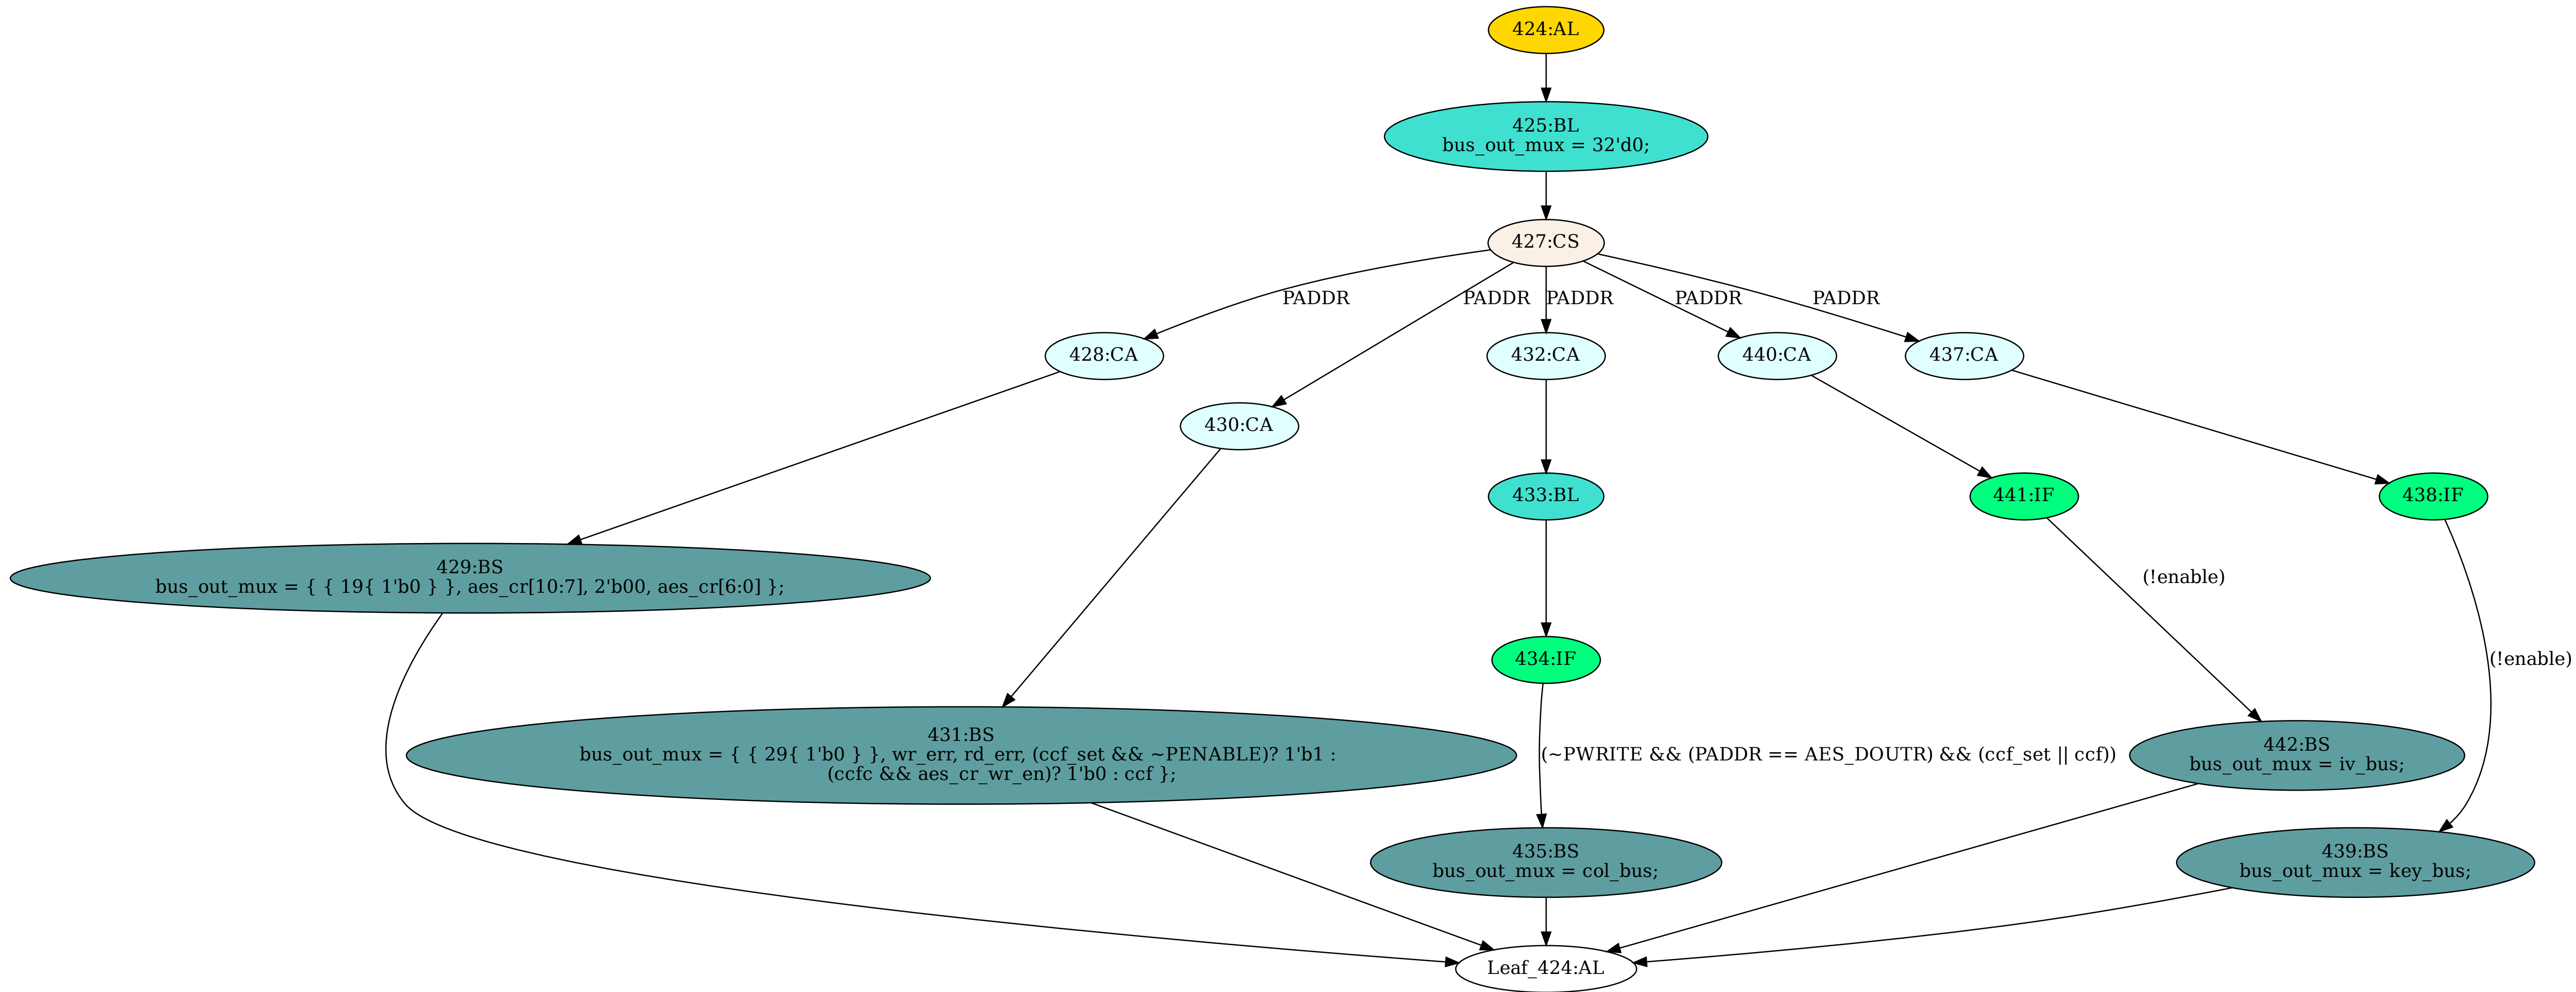 424:AL
425:BL
bus_out_mux = 32'd0;
427:CS
PADDR
PADDR
PADDR
PADDR
PADDR
428:CA
432:CA
440:CA
437:CA
430:CA
433:BL
441:IF
438:IF
429:BS
bus_out_mux = { { 19{ 1'b0 } }, aes_cr[10:7], 2'b00, aes_cr[6:0] };
(!enable)
434:IF
(!enable)
431:BS
bus_out_mux = { { 29{ 1'b0 } }, wr_err, rd_err, (ccf_set && ~PENABLE)? 1'b1 :
(ccfc && aes_cr_wr_en)? 1'b0 : ccf };
(~PWRITE && (PADDR == AES_DOUTR) && (ccf_set || ccf))
442:BS
bus_out_mux = iv_bus;
435:BS
bus_out_mux = col_bus;
439:BS
bus_out_mux = key_bus;
Leaf_424:AL